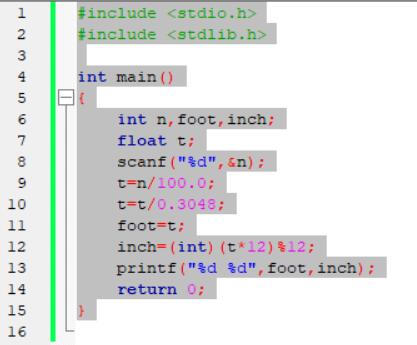 1 #include <stdio.h>
2 #include <stdlib.h>
3
4 int main()
5 {
6 int n,foot,inch;
7 float t;
8 scanf("%d",&n);
9 t=n/100.0;
10 t=t/0.3048;
11 foot=t;
12 inch=(int)(t*12)%12;
13 printf("%d %d",foot,inch);
14 return 0;
15 }
16